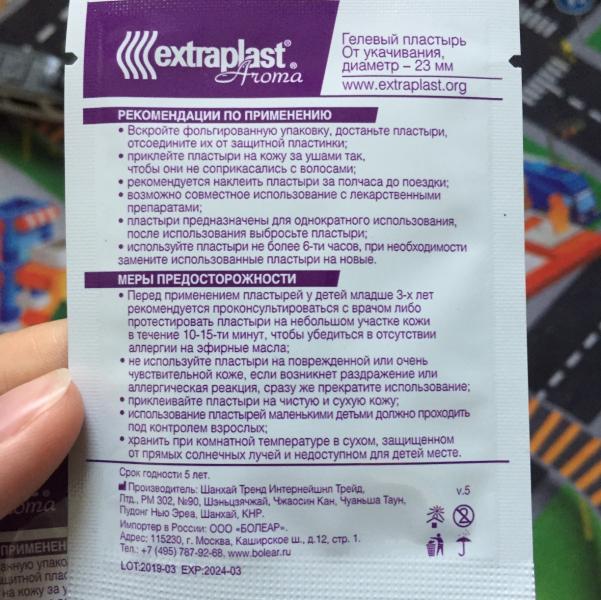 extraplast®
Aroma
Гелевый пластырь
От укачивания,
диаметр – 23 мм
www.extraplast.org
РЕКОМЕНДАЦИИ ПО ПРИМЕНЕНИЮ
• Вскройте фольгированную упаковку, достаньте пластыри,
отсоедините их от защитной пластинки;
• приклейте пластыри на кожу за ушами так,
чтобы они не соприкасались с волосами;
• рекомендуется наклеить пластыри за полчаса до поездки;
• возможно совместное использование с лекарственными
препаратами;
• пластыри предназначены для однократного использования,
после использования выбросьте пластыри;
• используйте пластыри не более 6-ти часов, при необходимости
замените использованные пластыри на новые.
МЕРЫ ПРЕДОСТОРОЖНОСТИ
• Перед применением пластырей у детей младше 3-х лет
рекомендуется проконсультироваться с врачом либо
протестировать пластыри на небольшом участке кожи
в течение 10-15-ти минут, чтобы убедиться в отсутствии
аллергии на эфирные масла;
• не используйте пластыри на поврежденной или очень
чувствительной коже, если возникнет раздражение или
аллергическая реакция, сразу же прекратите использование;
• приклеивайте пластыри на чистую и сухую кожу;
• использование пластырей маленькими детьми должно проходить
под контролем взрослых;
• хранить при комнатной температуре в сухом, защищенном
от прямых солнечных лучей и недоступном для детей месте.
Срок годности 5 лет.
Производитель: Шанхай Тренд Интернейшнл Трейд,
Лтд., РМ 302, №90, Шэньцзячжай, Чжаосин Кан, Чуаньша Таун,
Пудонг Нью Эреа, Шанхай, КНР.
v.5
Импортер в России: ООО «БОЛЕАР».
Адрес: 115230, г. Москва, Каширское ш., д.12, стр. 1.
Тел.: +7 (495) 787-92-68, www.bolear.ru
LOT:2019-03 EXP:2024-03
oma
ПРИМЕНЕН
анную упако
щитной плас
на кожу за у